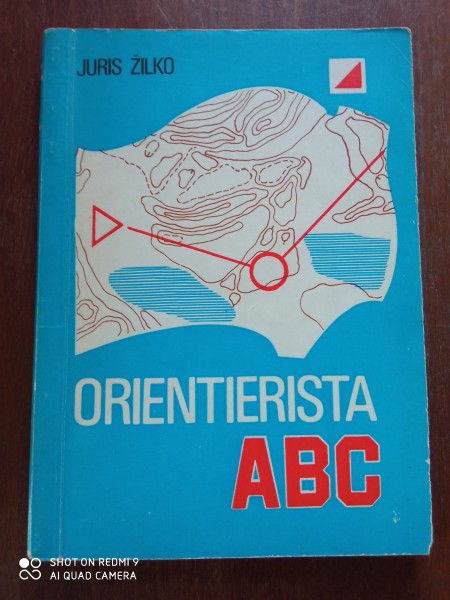 JURIS ŽILKO
ORIENTIERISTA
ABC
SHOT ON REDMI 9
AI QUAD CAMERA